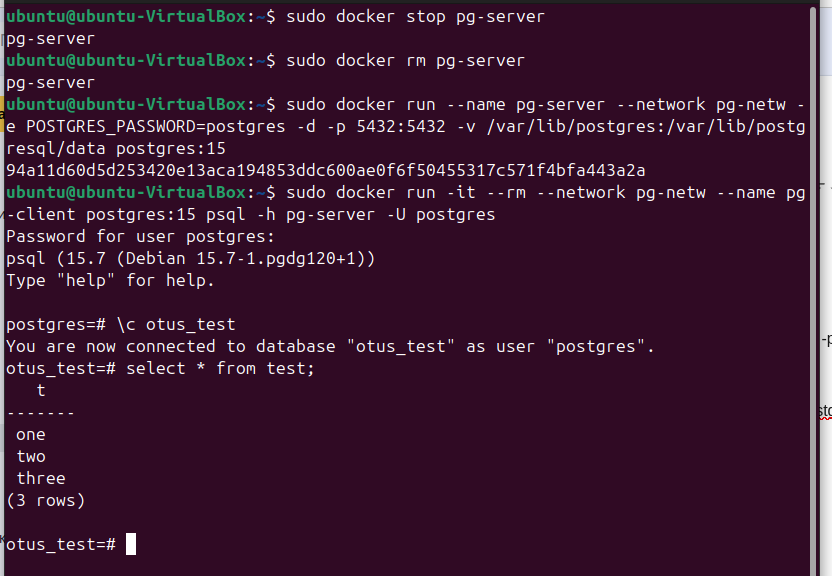 ubuntu@ubuntu-VirtualBox:~$ sudo docker stop pg-server
pg-server
ubuntu@ubuntu-VirtualBox:~$ sudo docker rm pg-server
pg-server
ubuntu@ubuntu-VirtualBox:~$ sudo docker run --name pg-server --network pg-netw -
e POSTGRES_PASSWORD=postgres -d -p 5432:5432 -v /var/lib/postgres:/var/lib/postg
resql/data postgres:15
94a11d60d5d253420e13aca194853ddc600ae0f6f50455317c571f4bfa443a2a
ubuntu@ubuntu-VirtualBox:~$ sudo docker run -it --rm --network pg-netw --name pg
-client postgres:15 psql -h pg-server -U postgres
Password for user postgres:
psql (15.7 (Debian 15.7-1.pgdg120+1))
Type "help" for help.
postgres=# \c otus_test
You are now connected to database "otus_test" as user "postgres".
otus_test=# select * from test;
t
-------
one
two
three
(3 rows)
otus_test=#